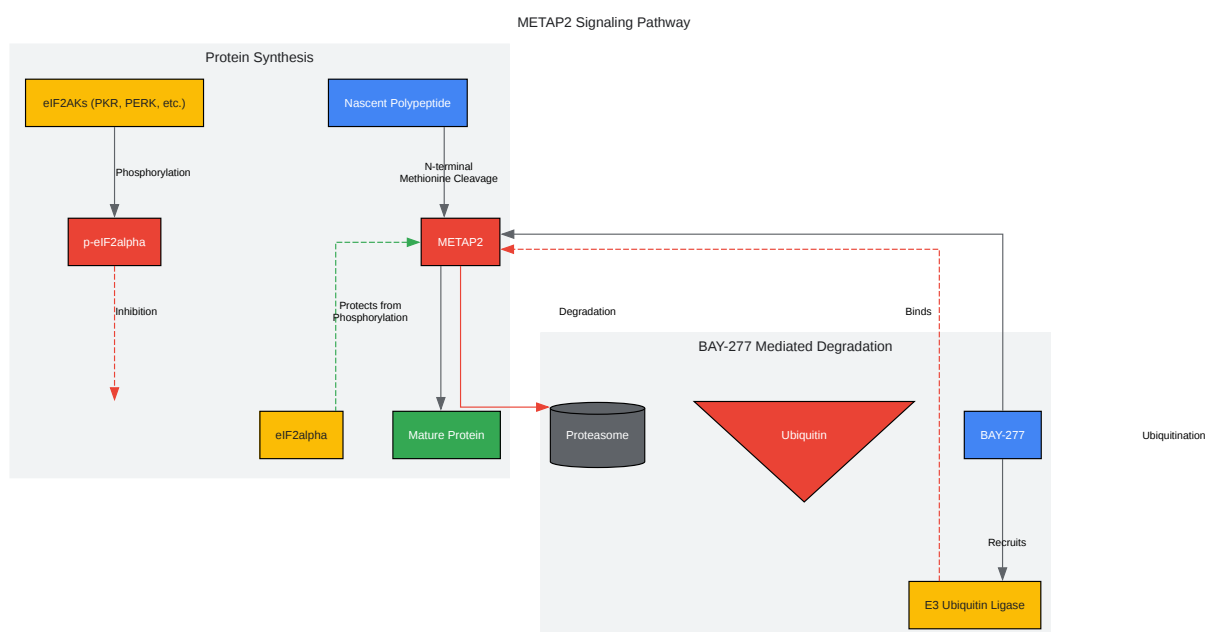 METAP2 Signaling Pathway
Protein Synthesis
eIF2AKs (PKR, PERK, etc.)
Nascent Polypeptide
Phosphorylation
N-terminal
Methionine Cleavage
p-eIF2alpha
METAP2
Inhibition
Protects from
Phosphorylation
Degradation
Binds
BAY-277 Mediated Degradation
eIF2alpha
Mature Protein
Proteasome
Ubiquitin
BAY-277
Ubiquitination
Recruits
E3 Ubiquitin Ligase